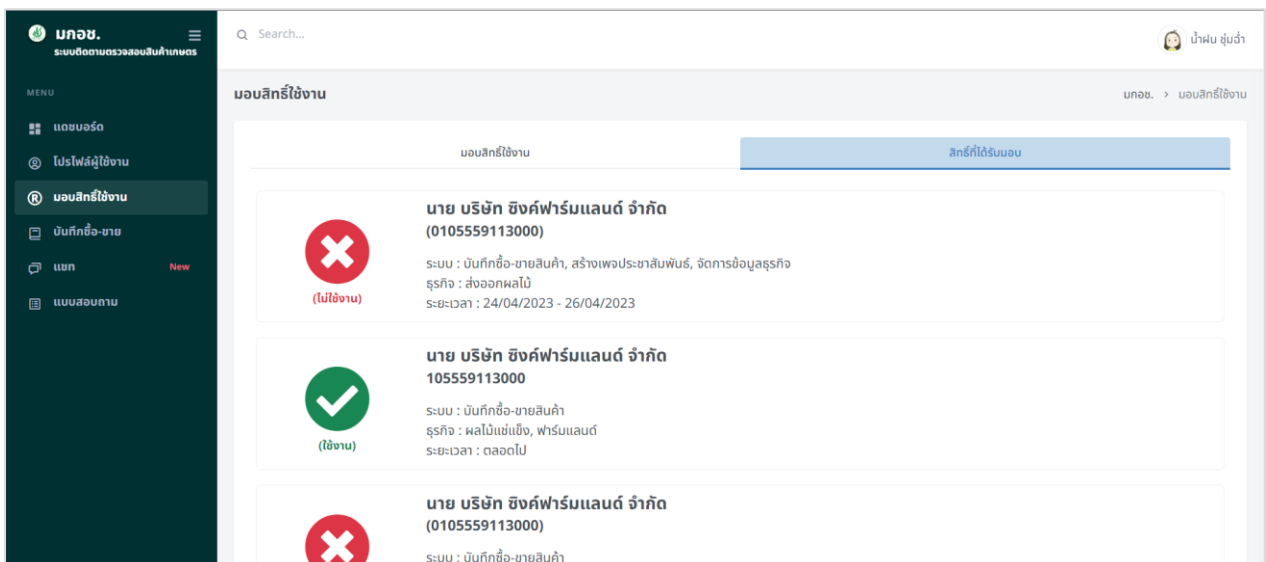 มกอช.
ระบบติดตามตรวจสอบสินค้าเกษตร
Search...
น้ำฝน ชุ่มฉ่ำ
MENU
มอบสิทธิ์ใช้งาน
มกอช. > มอบสิทธิ์ใช้งาน
แดชบอร์ด
โปรไฟล์ผู้ใช้งาน
มอบสิทธิ์ใช้งาน
บันทึกซื้อ-ขาย
แชท New
แบบสอบถาม
มอบสิทธิ์ใช้งาน
สิทธิ์ที่ได้รับมอบ
นาย บริษัท ซิงค์ฟาร์มแลนด์ จำกัด
(0105559113000)
ระบบ : บันทึกซื้อ-ขายสินค้า, สร้างเพจประชาสัมพันธ์, จัดการข้อมูลธุรกิจ
ธุรกิจ : ส่งออกผลไม้
ระยะเวลา : 24/04/2023 - 26/04/2023
(ไม่ใช้งาน)
นาย บริษัท ซิงค์ฟาร์มแลนด์ จำกัด
105559113000
ระบบ : บันทึกซื้อ-ขายสินค้า
ธุรกิจ : ผลไม้แช่แข็ง, ฟาร์มแลนด์
ระยะเวลา : ตลอดไป
(ใช้งาน)
นาย บริษัท ซิงค์ฟาร์มแลนด์ จำกัด
(0105559113000)
ระบบ : บันทึกซื้อ-ขายสินค้า